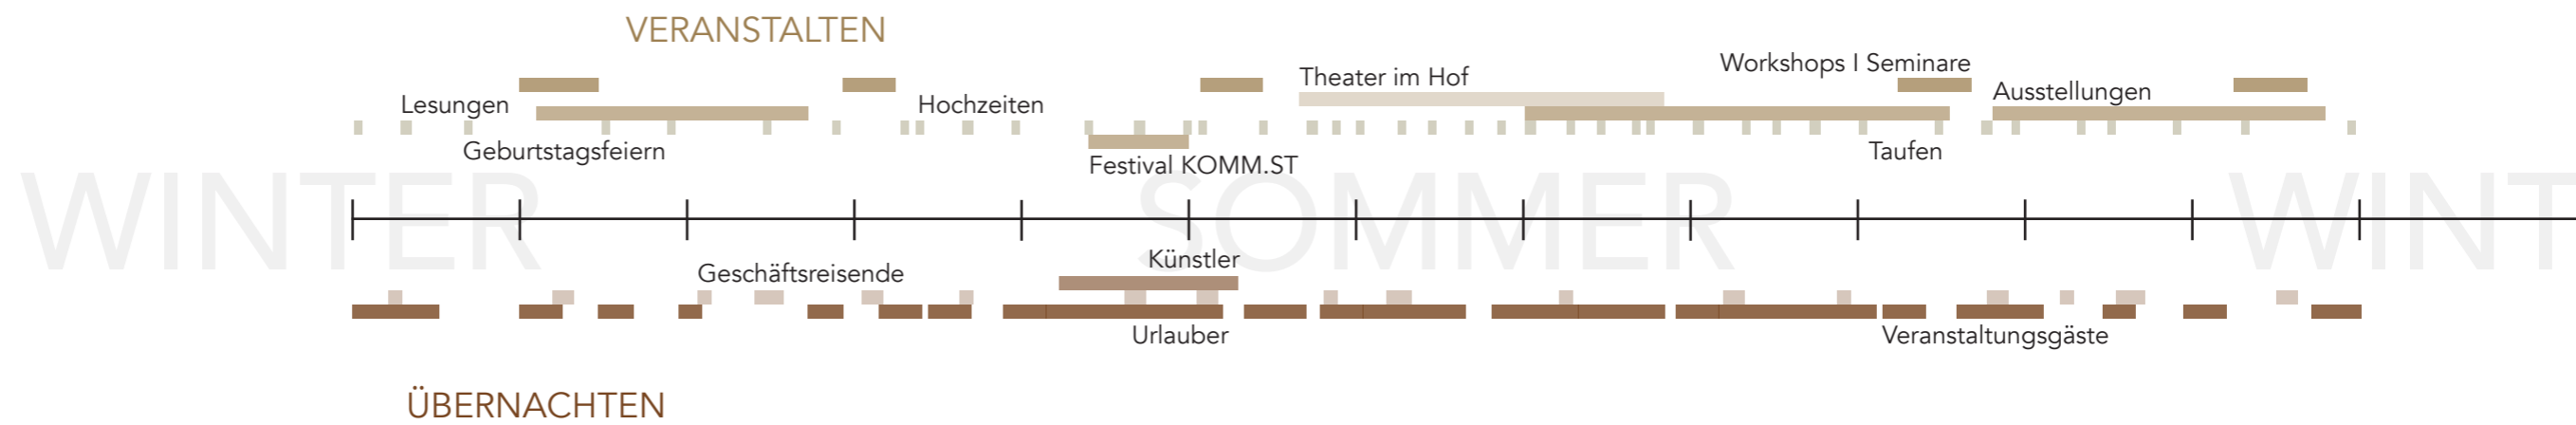 VERANSTALTEN
Workshops I Seminare
Theater im Hof
Ausstellungen
Lesungen
Hochzeiten
Geburtstagsfeiern
Taufen
Festival KOMM.ST
WINTER
SOMMER
WINT
Künstler
Geschäftsreisende
Urlauber
Veranstaltungsgäste
ÜBERNACHTEN